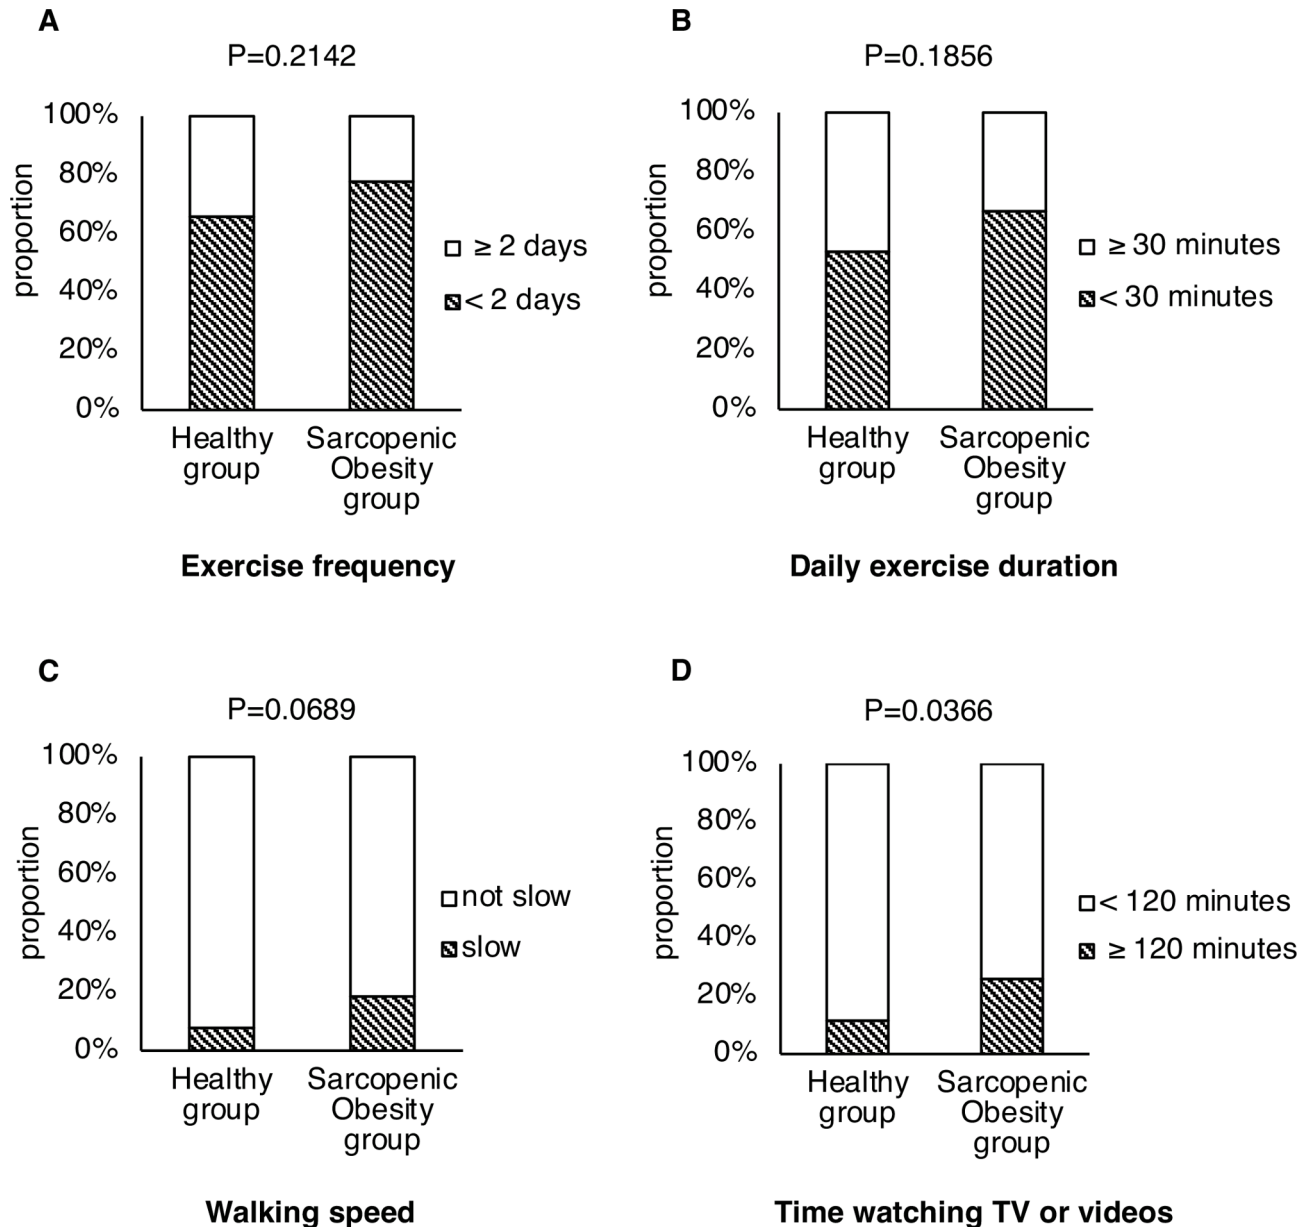 A
P=0.2142
100%
80%
60%
40%
20%
0%
proportion
≥ 2 days
< 2 days
Healthy
group
Sarcopenic
Obesity
group
Exercise frequency
B
P=0.1856
100%
80%
60%
40%
20%
0%
proportion
≥ 30 minutes
< 30 minutes
Healthy
group
Sarcopenic
Obesity
group
Daily exercise duration
C
P=0.0689
100%
80%
60%
40%
20%
0%
proportion
not slow
slow
Healthy
group
Sarcopenic
Obesity
group
Walking speed
D
P=0.0366
100%
80%
60%
40%
20%
0%
proportion
< 120 minutes
≥ 120 minutes
Healthy
group
Sarcopenic
Obesity
group
Time watching TV or videos